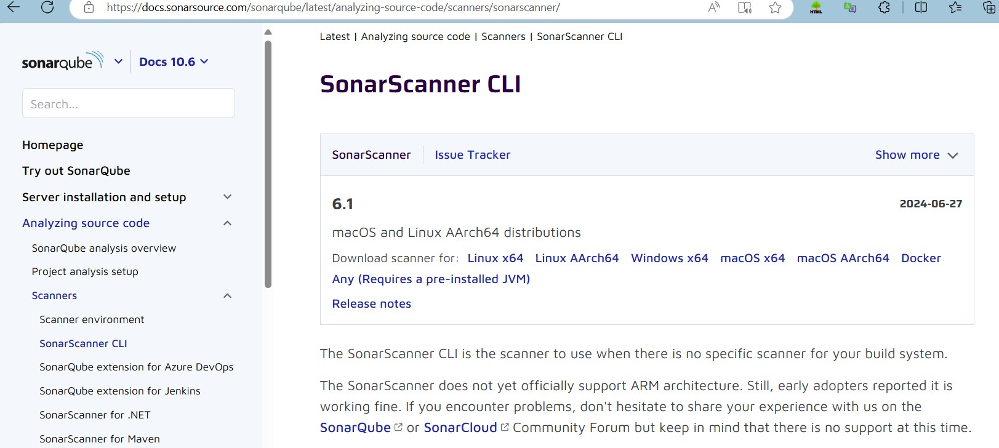 https://docs.sonarsource.com/sonarqube/latest/analyzing-source-code/scanners/sonarscanner/
HTML
sonarqube
Docs 10.6
Search...
Homepage
Try out SonarQube
Server installation and setup
Analyzing source code
SonarQube analysis overview
Project analysis setup
Scanners
Scanner environment
SonarScanner CLI
SonarQube extension for Azure DevOps
SonarQube extension for Jenkins
SonarScanner for .NET
SonarScanner for Maven
Latest | Analyzing source code | Scanners | SonarScanner CLI
SonarScanner CLI
SonarScanner | Issue Tracker
Show more
6.1
2024-06-27
macOS and Linux AArch64 distributions
Download scanner for: Linux x64 Linux AArch64 Windows x64 macOS x64 macOS AArch64 Docker
Any (Requires a pre-installed JVM)
Release notes
The SonarScanner CLI is the scanner to use when there is no specific scanner for your build system.
The SonarScanner does not yet officially support ARM architecture. Still, early adopters reported it is
working fine. If you encounter problems, don't hesitate to share your experience with us on the
SonarQube or SonarCloud Community Forum but keep in mind that there is no support at this time.